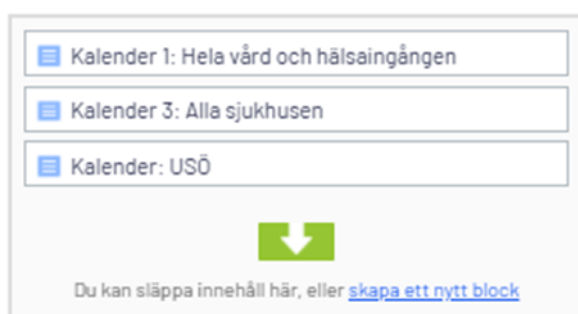 Kalender 1: Hela vård och hälsaingången
Kalender 3: Alla sjukhusen
Kalender: USÖ
Du kan släppa innehåll här, eller skapa ett nytt block